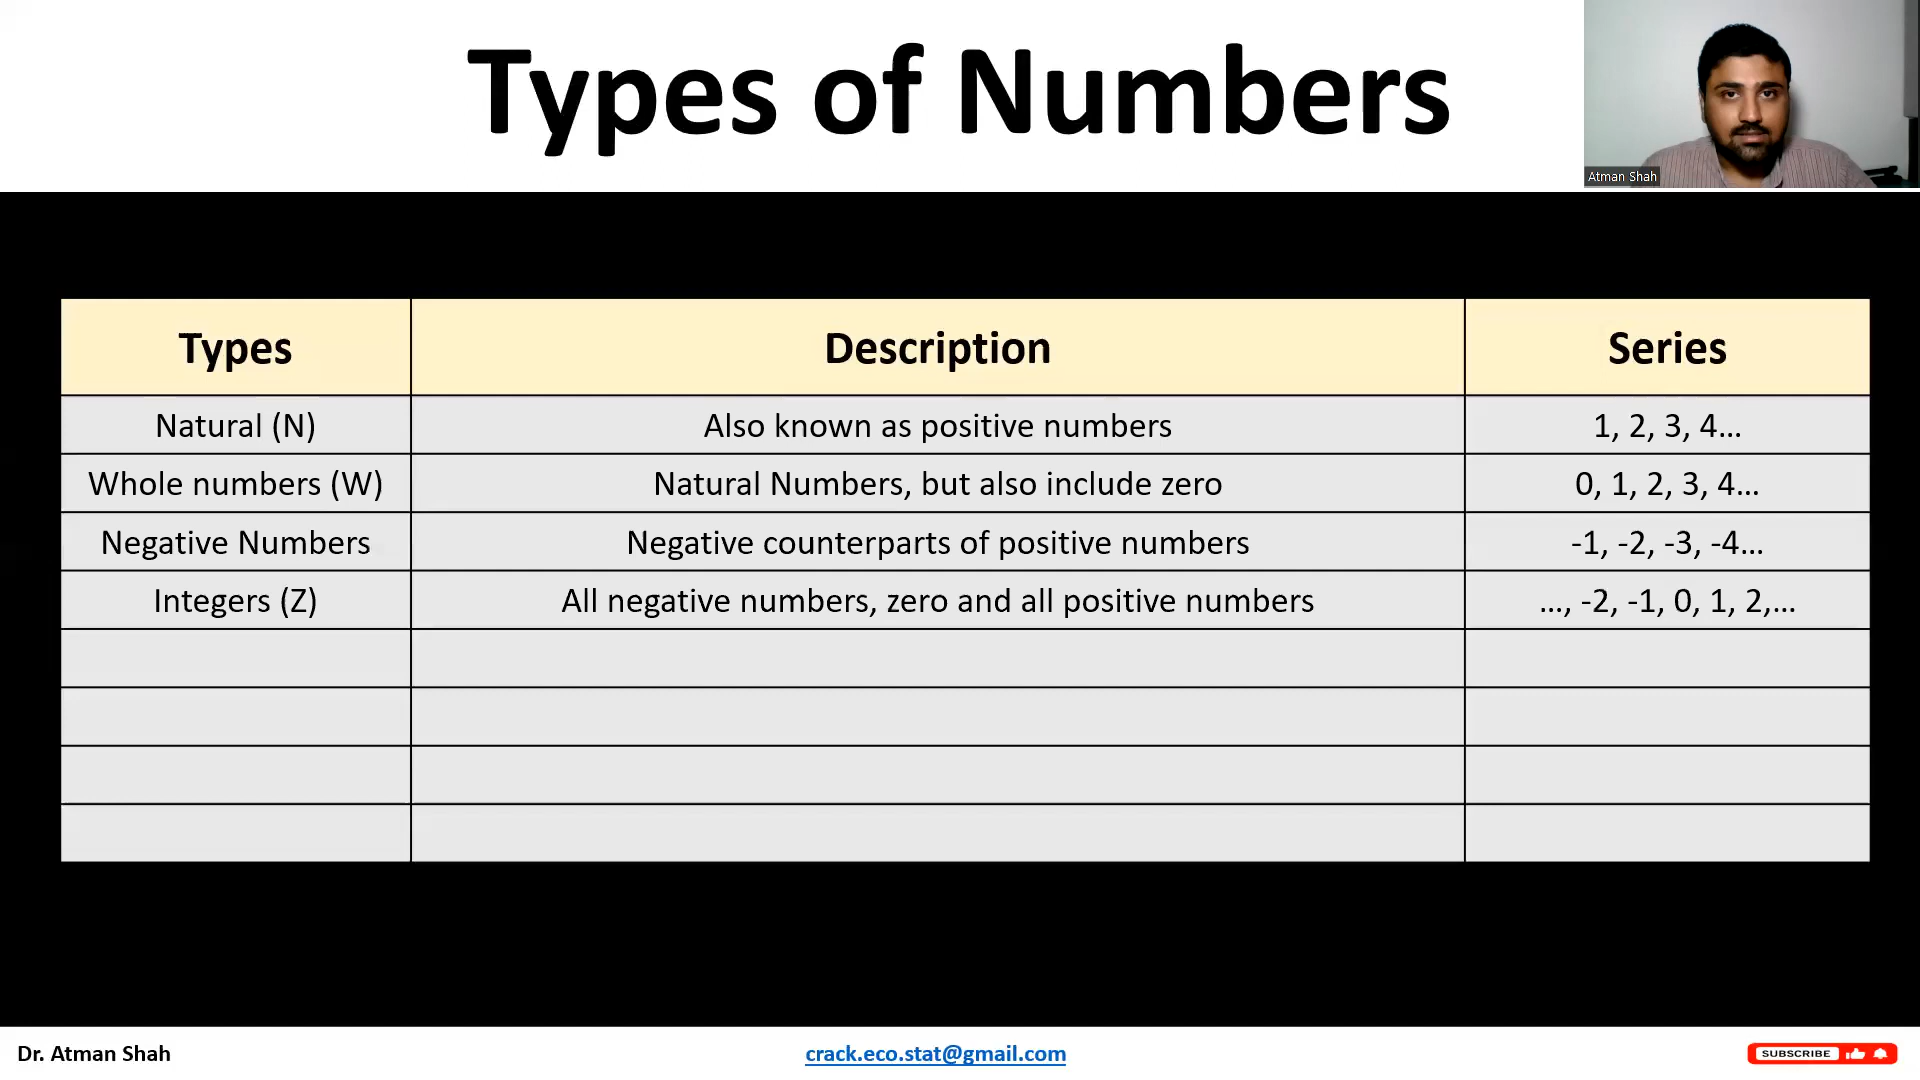 Types of Numbers
Atman Shah
Types Description Series
Natural (N) Also known as positive numbers 1, 2, 3, 4…
Whole numbers (W) Natural Numbers, but also include zero 0, 1, 2, 3, 4…
Negative Numbers Negative counterparts of positive numbers -1, -2, -3, -4…
Integers (Z) All negative numbers, zero and all positive numbers …, -2, -1, 0, 1, 2,…
Dr. Atman Shah crack.eco.stat@gmail.com SUBSCRIBE